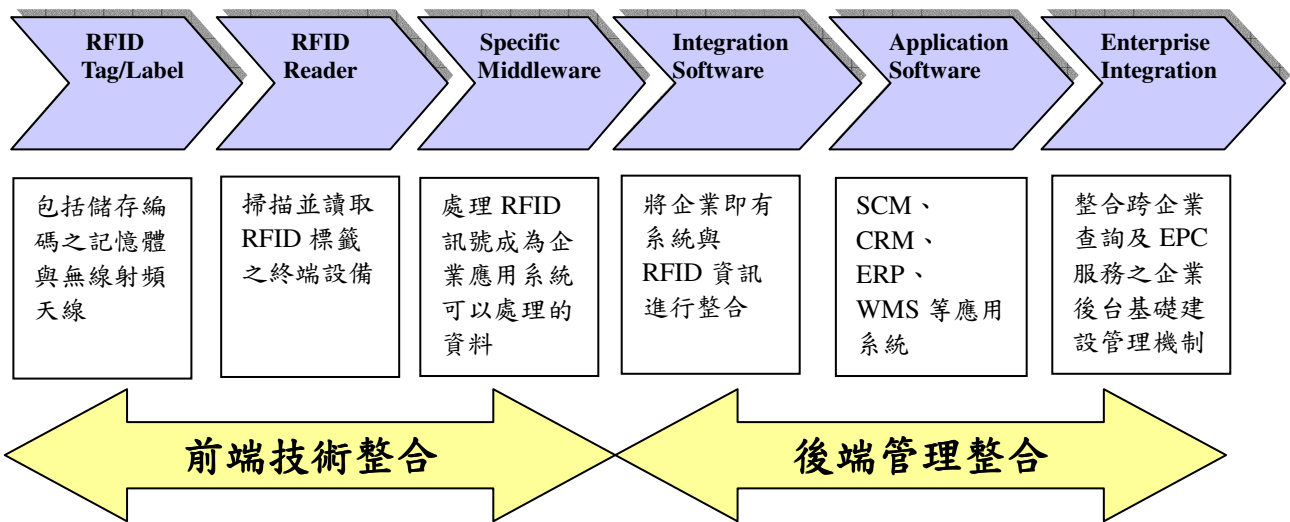 RFID
Tag/Label
RFID
Reader
Specific
Middleware
Integration
Software
Application
Software
Enterprise
Integration
包括儲存編
碼之記憶體
與無線射頻
天線
掃描並讀取
RFID 標籤
之終端設備
處理 RFID
訊號成為企
業應用系統
可以處理的
資料
將企業即有
系統與
RFID 資訊
進行整合
SCM、
CRM、
ERP、
WMS 等應用
系統
整合跨企業
查詢及 EPC
服務之企業
後台基礎建
設管理機制
前端技術整合
後端管理整合